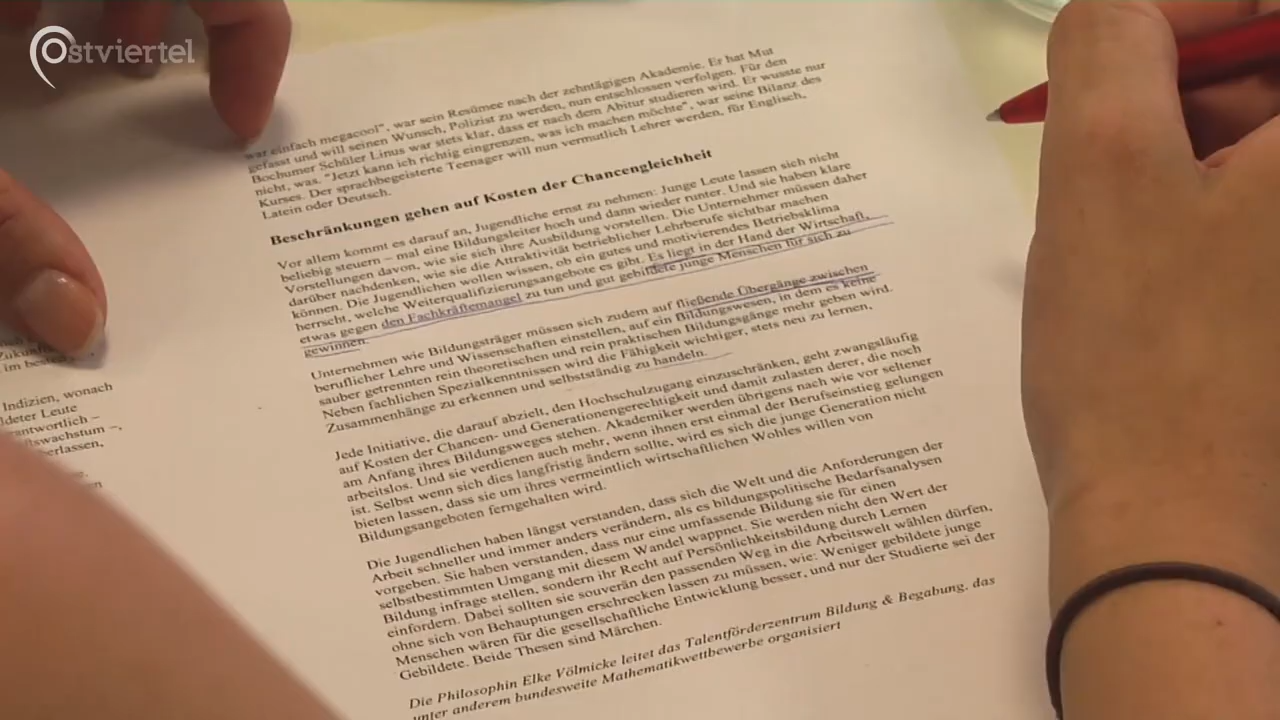 Ostviertel
war einfach megacool", war sein Resümee nach der zehntägigen Akademie. Er hat Mut
gefasst und will seinen Wunsch, Polizist zu werden, nun entschlossen verfolgen. Für den
Bochumer Schüler Linus war stets klar, dass er nach dem Abitur studieren wird. Er wusste nur
nicht, was. "Jetzt kann ich richtig eingrenzen, was ich machen möchte", war seine Bilanz des
Kurses. Der sprachbegeisterte Teenager will nun vermutlich Lehrer werden, für Englisch,
Latein oder Deutsch.
Beschränkungen gehen auf Kosten der Chancengleichheit
Vor allem kommt es darauf an, Jugendliche ernst zu nehmen: Junge Leute lassen sich nicht
beliebig steuern – mal eine Bildungsleiter hoch und dann wieder runter. Und sie haben klare
Vorstellungen davon, wie sie sich ihre Ausbildung vorstellen. Die Unternehmer müssen daher
darüber nachdenken, wie sie die Attraktivität betrieblicher Lehrberufe sichtbar machen
können. Die Jugendlichen wollen wissen, ob ein gutes und motivierendes Betriebsklima
herrscht, welche Weiterqualifizierungsangebote es gibt. Es liegt in der Hand der Wirtschaft,
etwas gegen den Fachkräftemangel zu tun und gut gebildete junge Menschen für sich zu
gewinnen.
Unternehmen wie Bildungsträger müssen sich zudem auf fließende Übergänge zwischen
beruflicher Lehre und Wissenschaften einstellen, auf ein Bildungswesen, in dem es keine
sauber getrennten rein theoretischen und rein praktischen Bildungsgänge mehr geben wird.
Neben fachlichen Spezialkenntnissen wird die Fähigkeit wichtiger, stets neu zu lernen,
Zusammenhänge zu erkennen und selbstständig zu handeln.
Jede Initiative, die darauf abzielt, den Hochschulzugang einzuschränken, geht zwangsläufig
auf Kosten der Chancen- und Generationengerechtigkeit und damit zulasten derer, die noch
am Anfang ihres Bildungsweges stehen. Akademiker werden übrigens nach wie vor seltener
arbeitslos. Und sie verdienen auch mehr, wenn ihnen erst einmal der Berufseinstieg gelungen
ist. Selbst wenn sich dies langfristig ändern sollte, wird es sich die junge Generation nicht
bieten lassen, dass sie um ihres vermeintlich wirtschaftlichen Wohles willen von
Bildungsangeboten ferngehalten wird.
Die Jugendlichen haben längst verstanden, dass sich die Welt und die Anforderungen der
Arbeit schneller und immer anders verändern, als es bildungspolitische Bedarfsanalysen
vorgeben. Sie haben verstanden, dass nur eine umfassende Bildung sie für einen
selbstbestimmten Umgang mit diesem Wandel wappnet. Sie werden nicht den Wert der
Bildung infrage stellen, sondern ihr Recht auf Persönlichkeitsbildung durch Lernen
einfordern. Dabei sollten sie souverän den passenden Weg in die Arbeitswelt wählen dürfen,
ohne sich von Behauptungen erschrecken lassen zu müssen, wie: Weniger gebildete junge
Menschen wären für die gesellschaftliche Entwicklung besser, und nur der Studierte sei der
Gebildete. Beide Thesen sind Märchen.
Die Philosophin Elke Völmicke leitet das Talentförderzentrum Bildung & Begabung, das
unter anderem bundesweite Mathematikwettbewerbe organisiert
Indizien, wonach
Leute